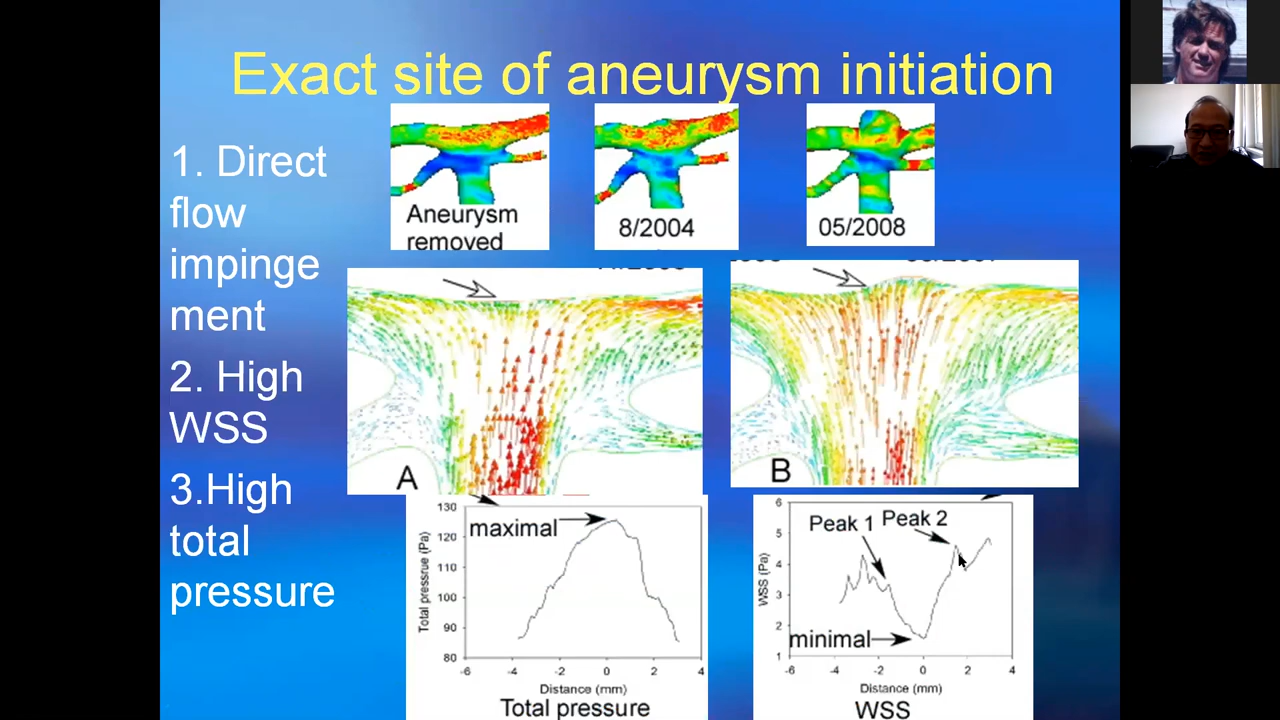 Exact site of aneurysm initiation
1. Direct
flow
impinge
ment
2. High
WSS
3.High
total
pressure
Aneurysm
removed
8/2004
05/2008
A
B
130
120
110
100
90
80
-6
-4
-2
0
2
4
Total pressrue (Pa)
maximal
Distance (mm)
Total pressure
6
5
4
3
2
1
-6
-4
-2
0
2
4
WSS (Pa)
Peak 1
Peak 2
minimal
Distance (mm)
WSS